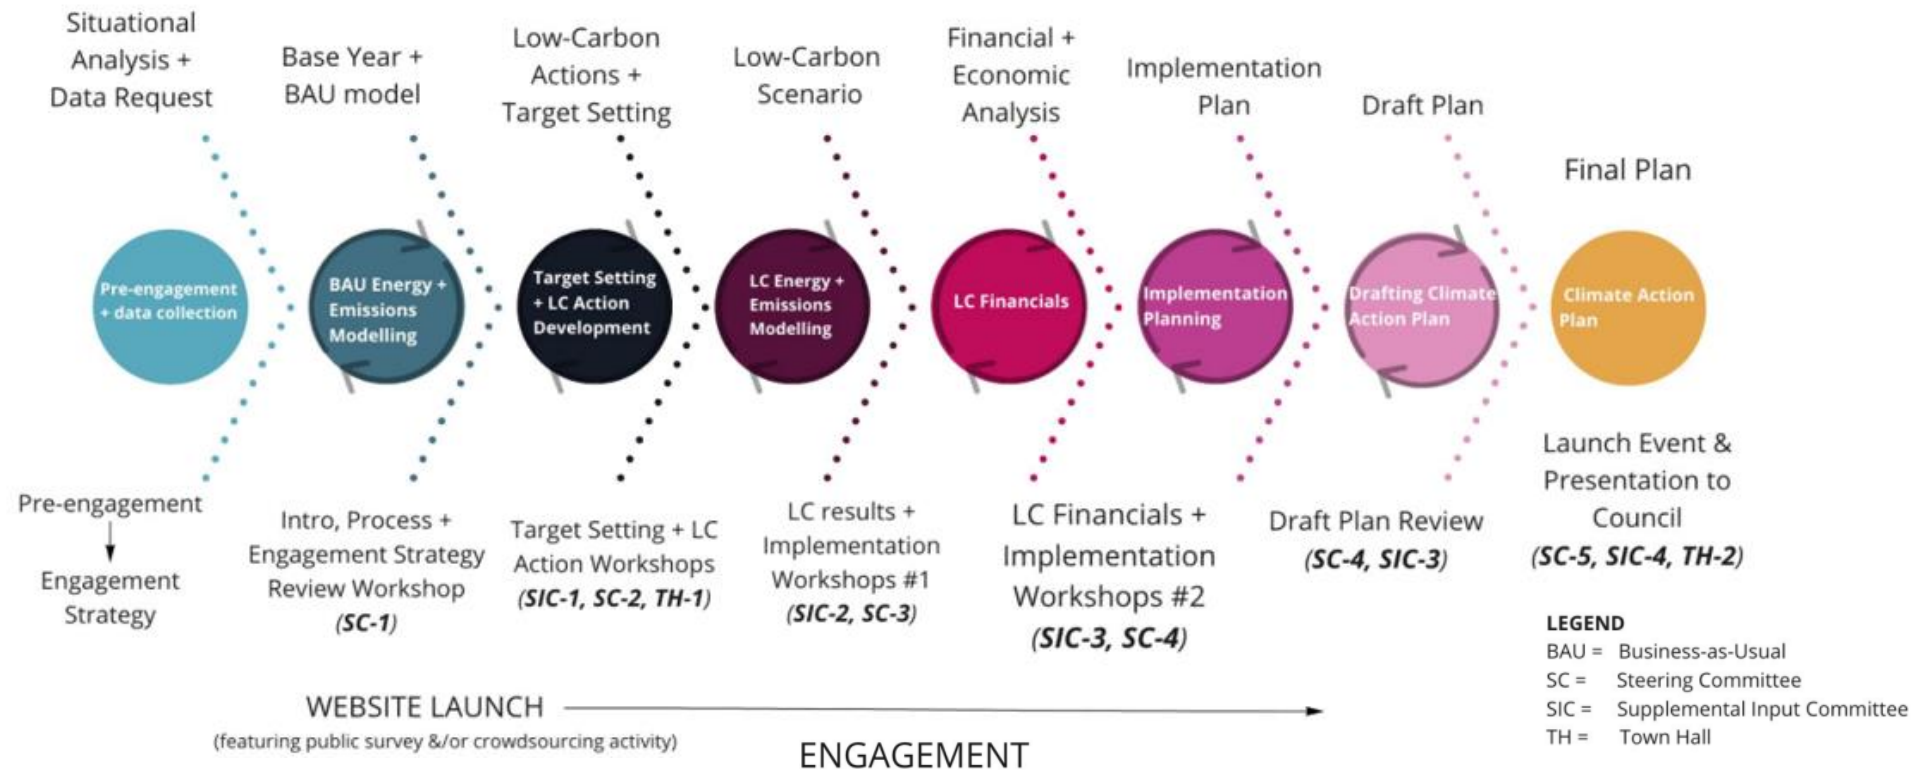 Situational
Analysis +
Data Request
Base Year +
BAU model
Low-Carbon
Actions +
Target Setting
Low-Carbon
Scenario
Financial +
Economic
Analysis
Implementation
Plan
Draft Plan
Final Plan
Pre-engagement
+ data collection
BAU Energy +
Emissions
Modelling
Target Setting
+ LC Action
Development
LC Energy +
Emissions
Modelling
LC Financials
Implementation
Planning
Drafting Climate
Action Plan
Climate Action
Plan
Pre-engagement
Engagement
Strategy
Intro, Process +
Engagement Strategy
Review Workshop
(SC-1)
Target Setting + LC
Action Workshops
(SIC-1, SC-2, TH-1)
LC results +
Implementation
Workshops #1
(SIC-2, SC-3)
LC Financials +
Implementation
Workshops #2
(SIC-3, SC-4)
Draft Plan Review
(SC-4, SIC-3)
Launch Event &
Presentation to
Council
(SC-5, SIC-4, TH-2)
LEGEND
BAU = Business-as-Usual
SC = Steering Committee
SIC = Supplemental Input Committee
TH = Town Hall
WEBSITE LAUNCH
(featuring public survey &/or crowdsourcing activity)
ENGAGEMENT